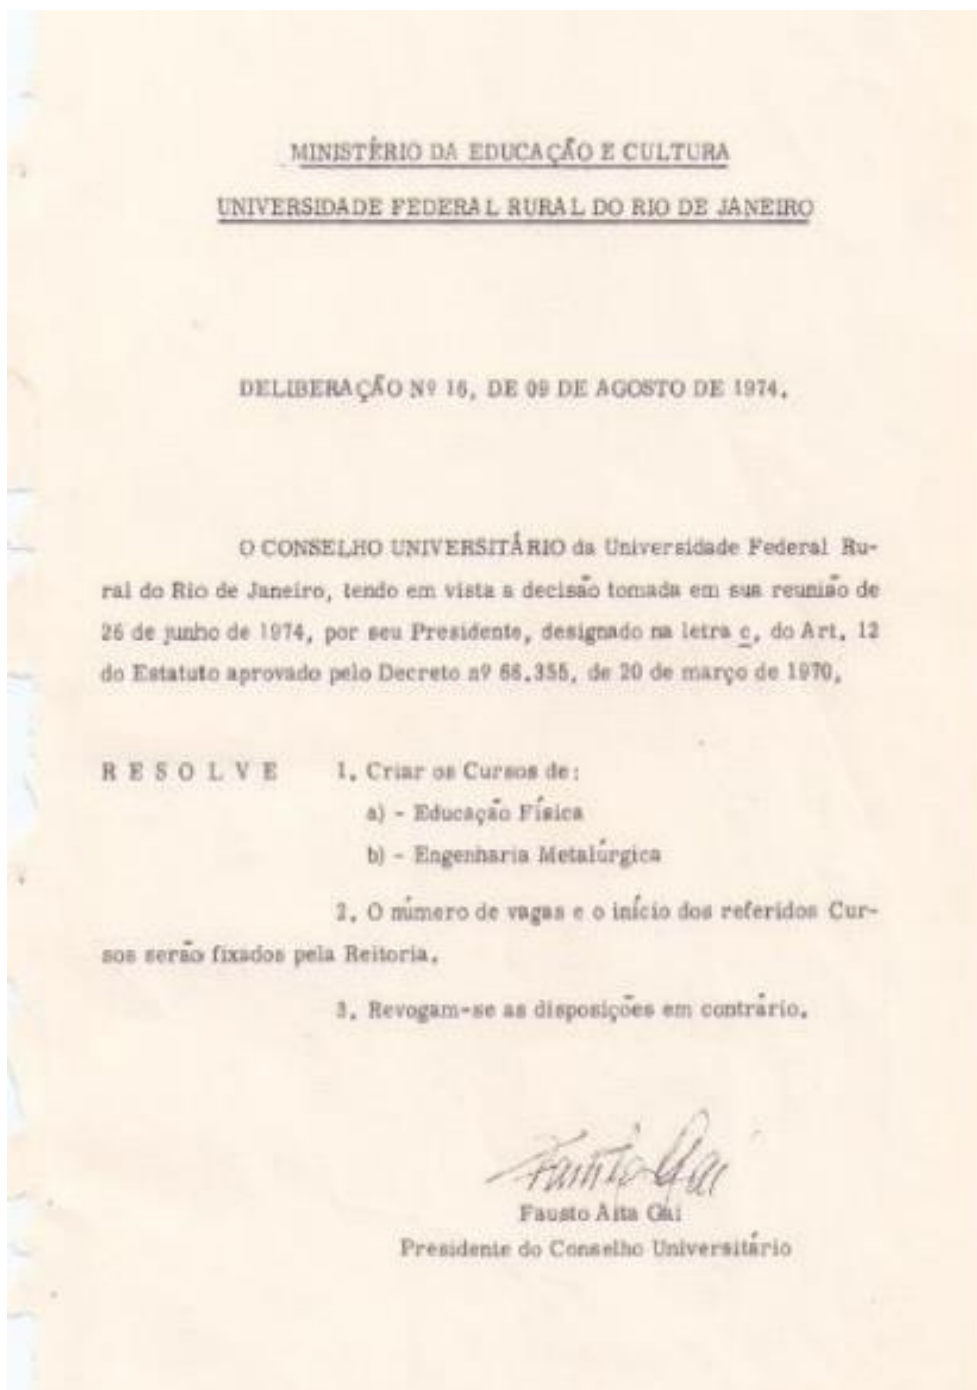 MINISTÉRIO DA EDUCAÇÃO E CULTURA
UNIVERSIDADE FEDERAL RURAL DO RIO DE JANEIRO
DELIBERAÇÃO Nº 16, DE 09 DE AGOSTO DE 1974.
O CONSELHO UNIVERSITÁRIO da Universidade Federal Ru-
ral do Rio de Janeiro, tendo em vista a decisão tomada em sua reunião de
26 de junho de 1974, por seu Presidente, designado na letra c, do Art. 12
do Estatuto aprovado pelo Decreto nº 66.355, de 20 de março de 1970,
R E S O L V E 1. Criar os Cursos de:
a) - Educação Física
b) - Engenharia Metalúrgica
2. O número de vagas e o início dos referidos Cur-
sos serão fixados pela Reitoria.
3. Revogam-se as disposições em contrário.
Fausto Gai
Fausto Aita Gai
Presidente do Conselho Universitário